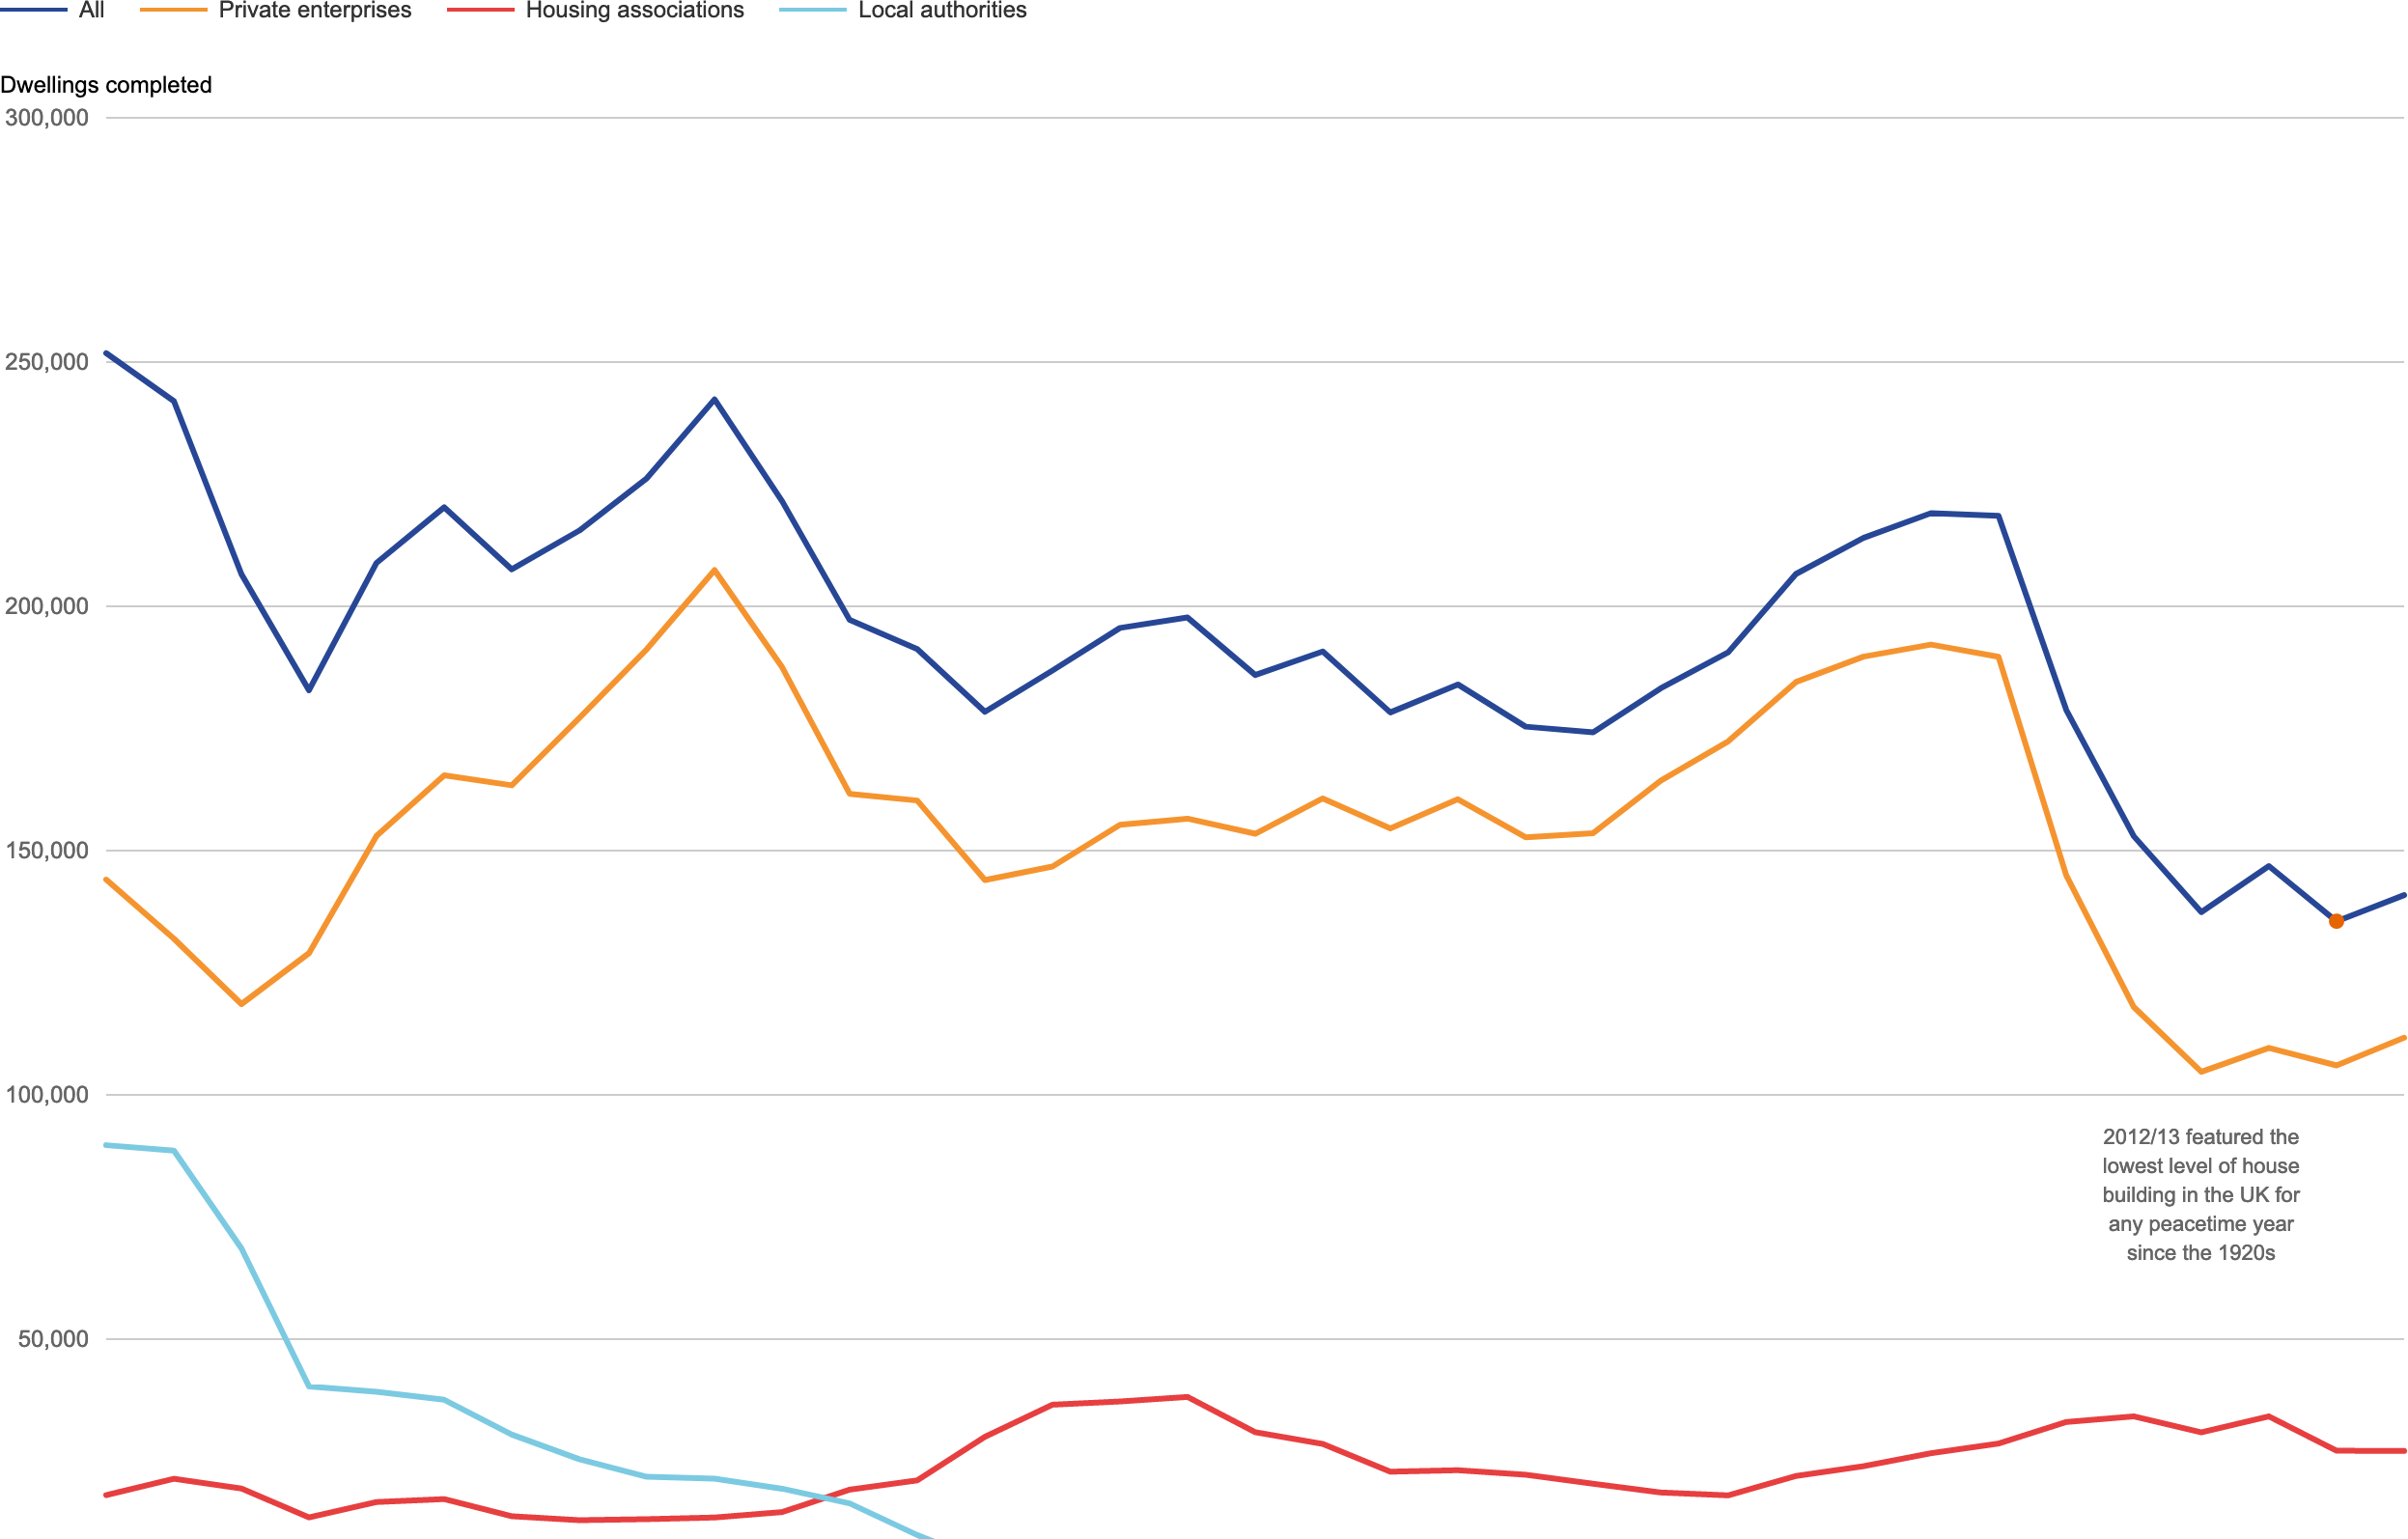 All Private enterprises Housing associations Local authorities
Dwellings completed
300,000
250,000
200,000
150,000
100,000
2012/13 featured the
lowest level of house
building in the UK for
any peacetime year
since the 1920s
50,000